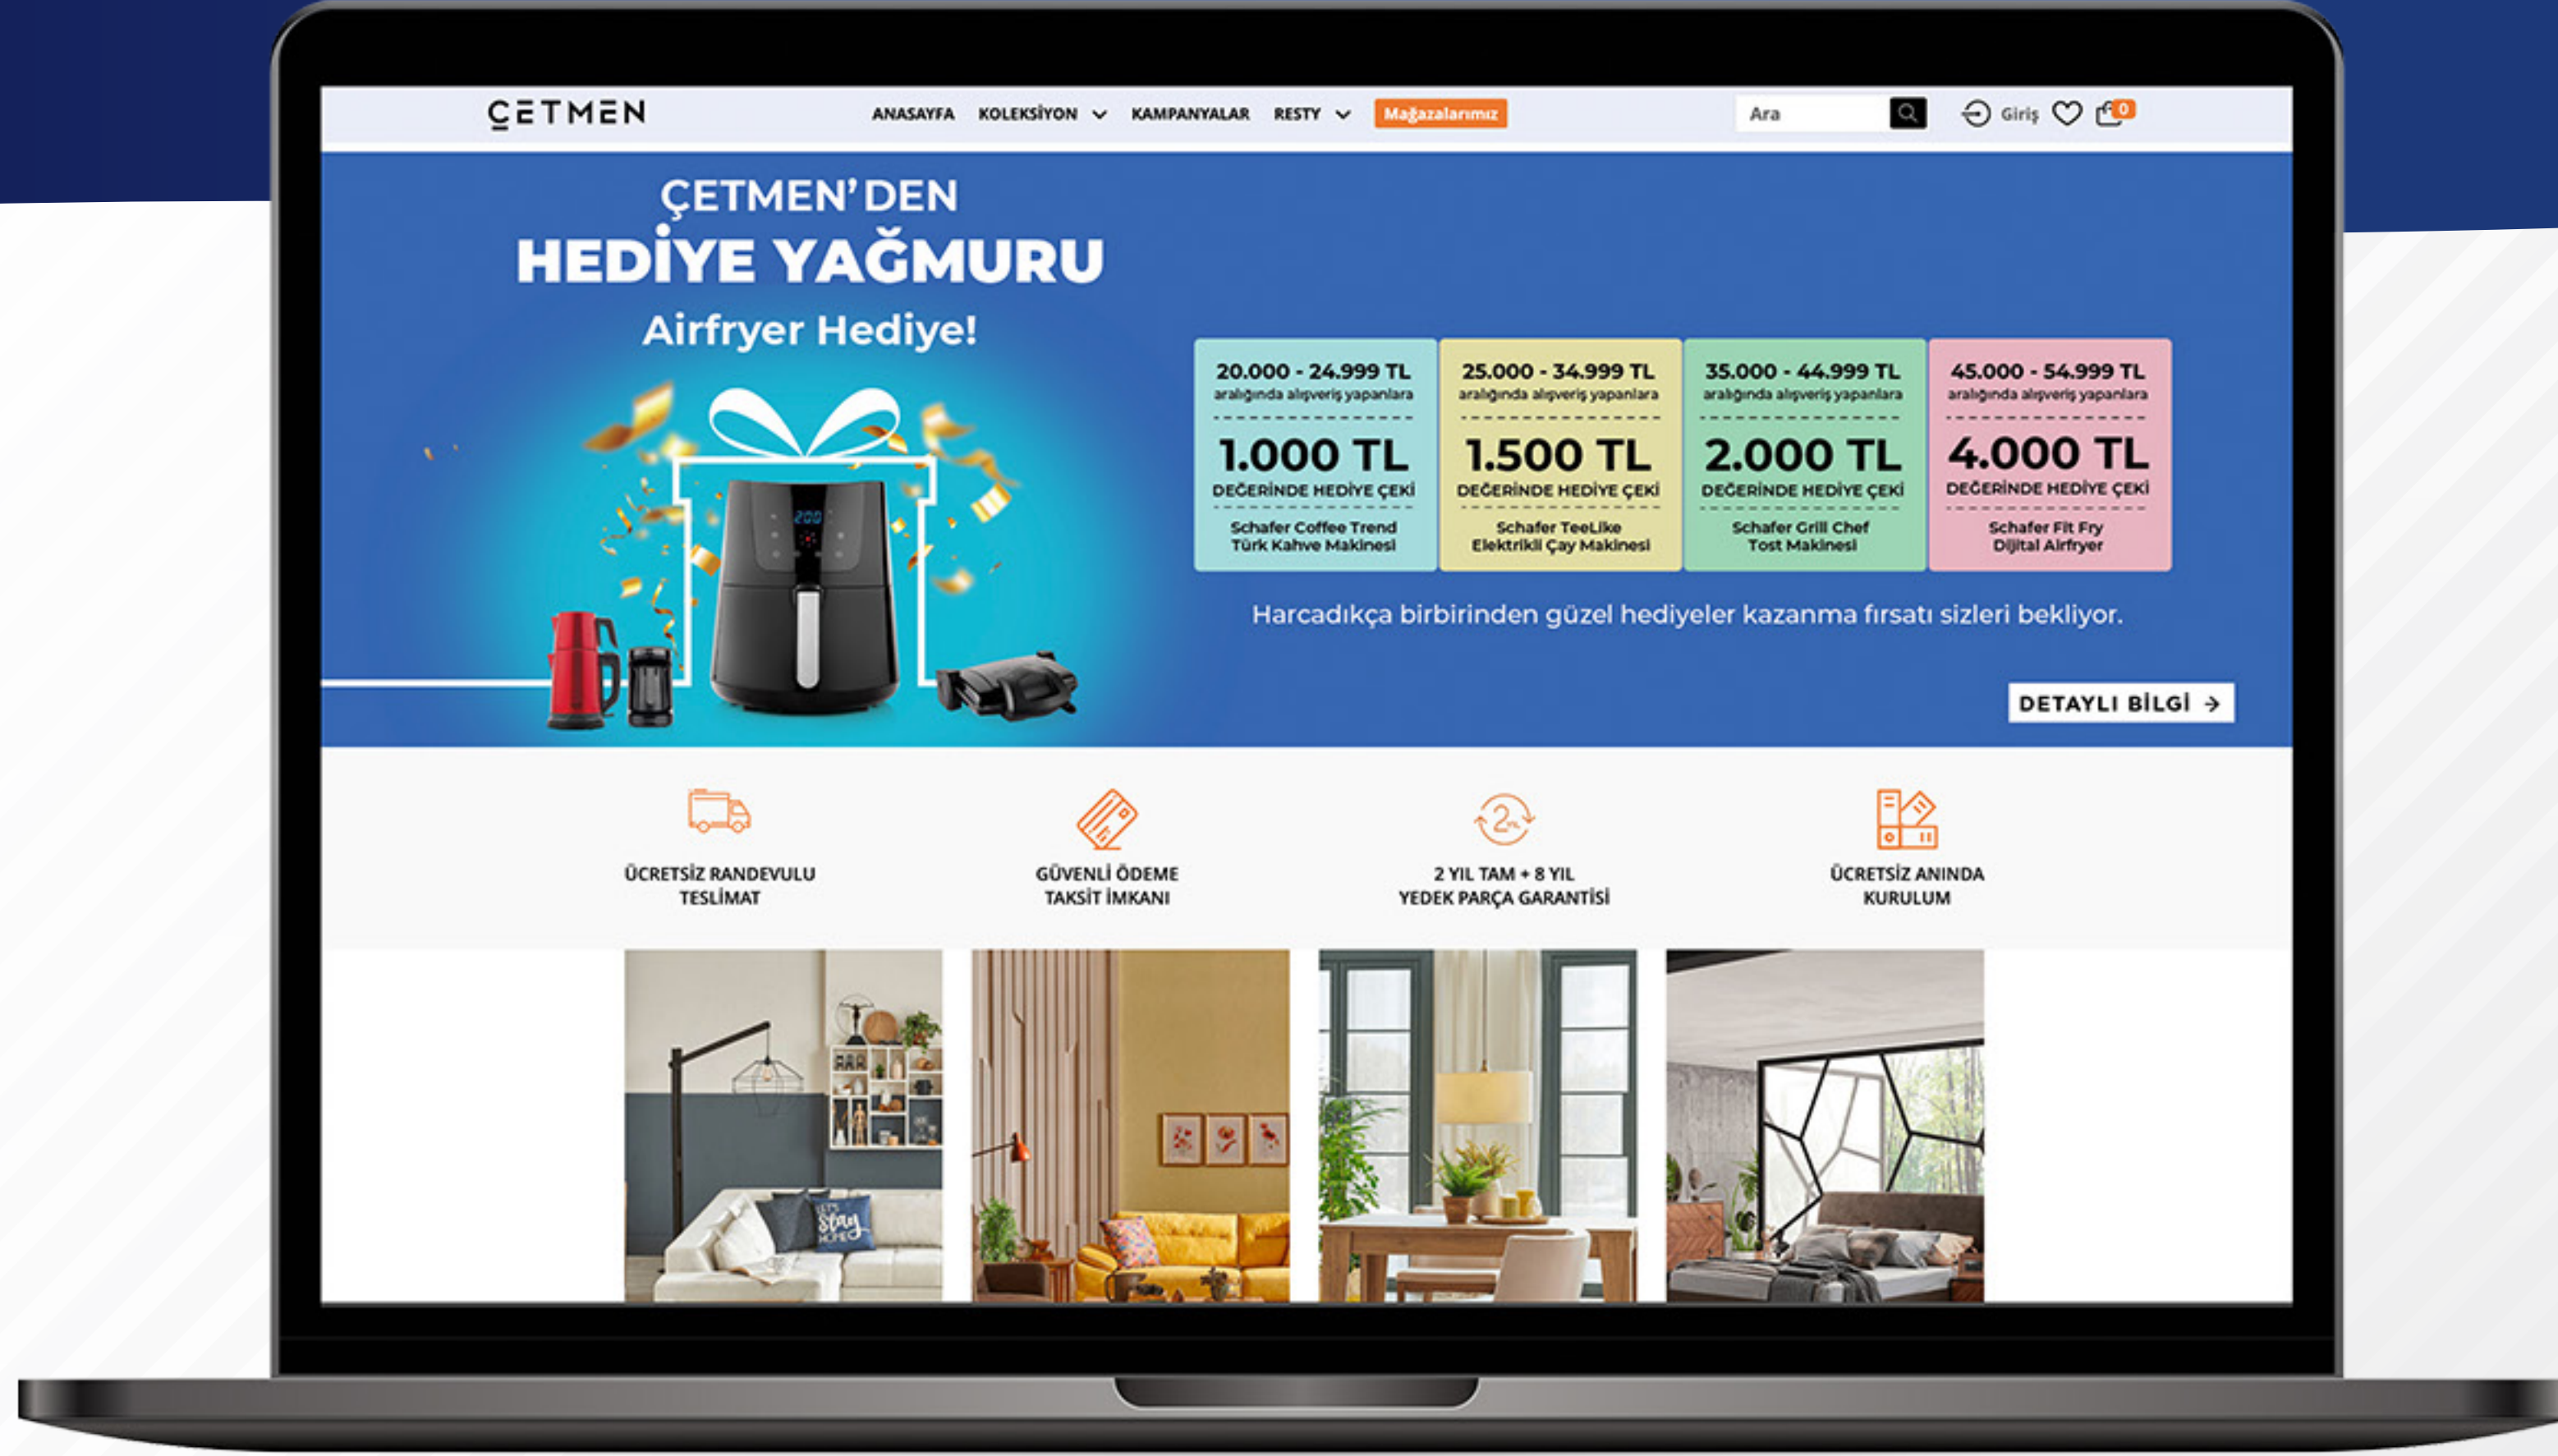 ÇETMEN
ANASAYFA KOLEKSİYON KAMPANYALAR RESTY Mağazalarımız
Ara
Giriş
0
ÇETMEN'DEN
HEDİYE YAĞMURU
Airfryer Hediye!
200
20.000 - 24.999 TL
aralığında alışveriş yapanlara
1.000 TL
DEĞERİNDE HEDİYE ÇEKİ
Schafer Coffee Trend
Türk Kahve Makinesi
25.000 - 34.999 TL
aralığında alışveriş yapanlara
1.500 TL
DEĞERİNDE HEDİYE ÇEKİ
Schafer TeeLike
Elektrikli Çay Makinesi
35.000 - 44.999 TL
aralığında alışveriş yapanlara
2.000 TL
DEĞERİNDE HEDİYE ÇEKİ
Schafer Grill Chef
Tost Makinesi
45.000 - 54.999 TL
aralığında alışveriş yapanlara
4.000 TL
DEĞERİNDE HEDİYE ÇEKİ
Schafer Fit Fry
Dijital Airfryer
Harcadıkça birbirinden güzel hediyeler kazanma fırsatı sizleri bekliyor.
DETAYLI BİLGİ →
ÜCRETSİZ RANDEVULU
TESLİMAT
GÜVENLİ ÖDEME
TAKSİT İMKANI
2
2 YIL TAM + 8 YIL
YEDEK PARÇA GARANTİSİ
ÜCRETSİZ ANINDA
KURULUM
LET'S
Stay
HOME